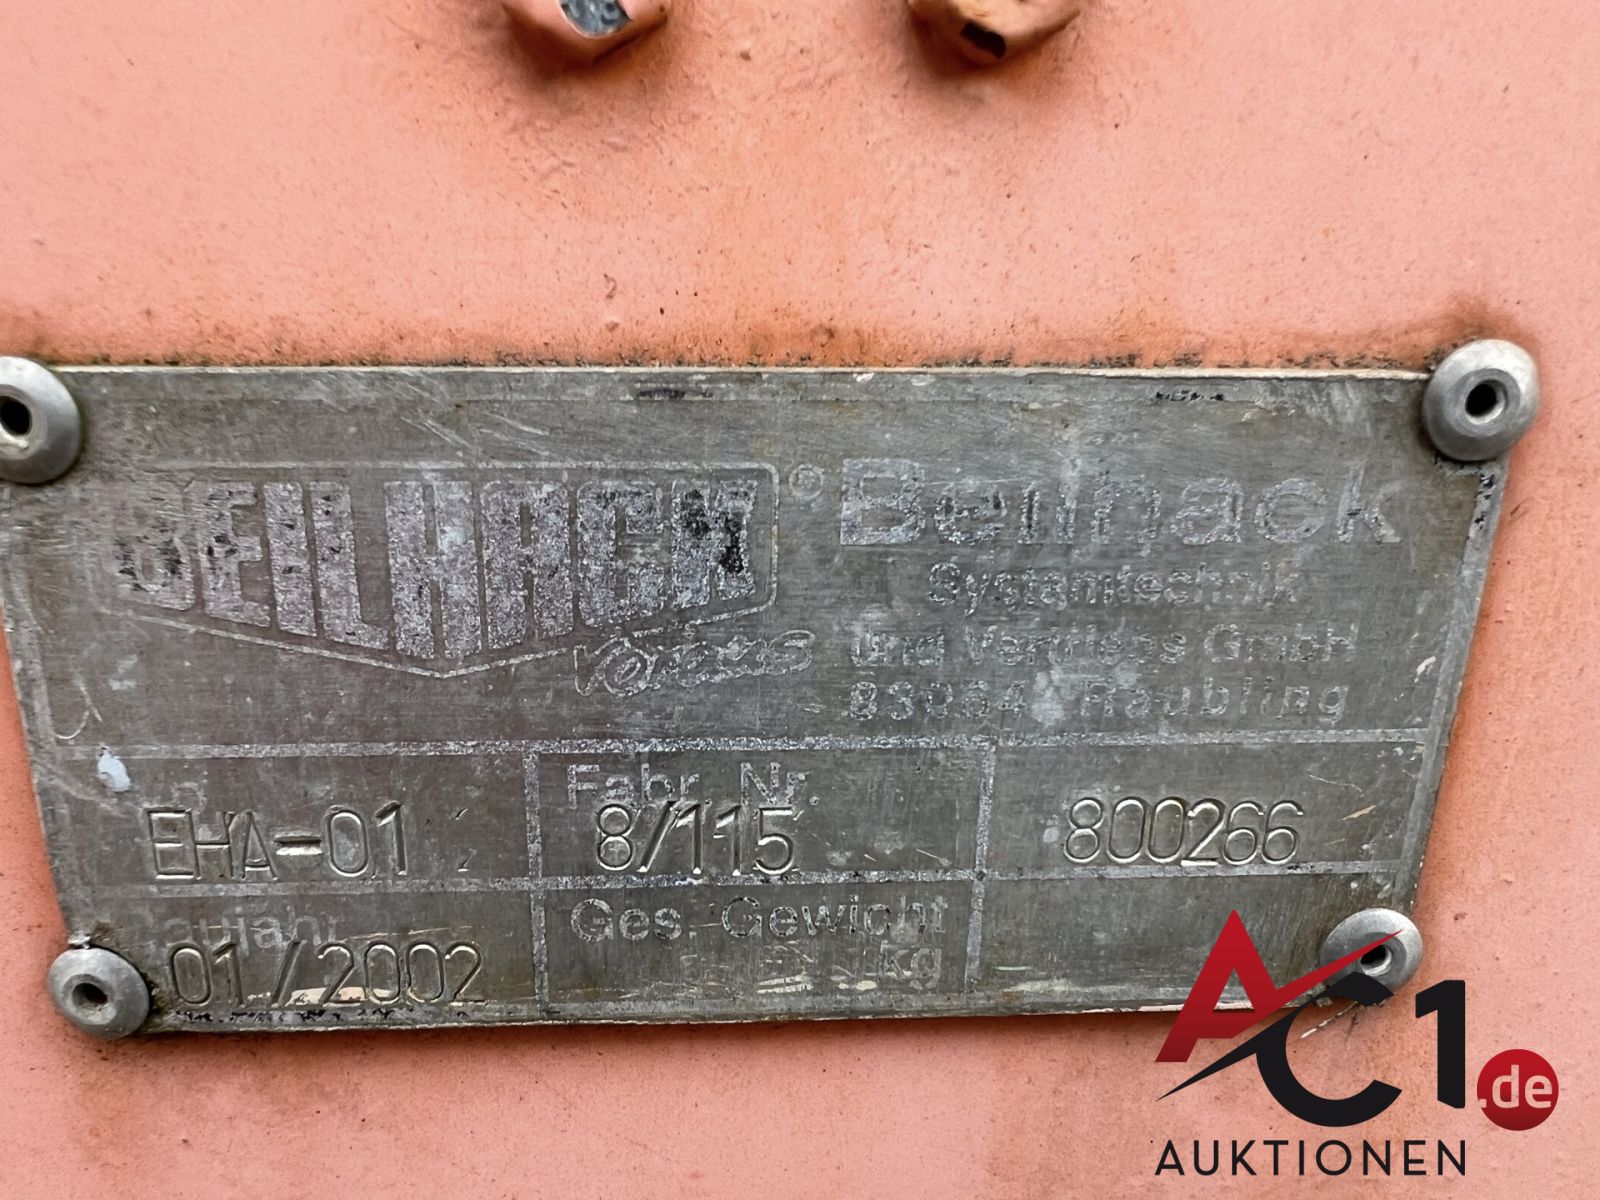 BEILHACK ®
Beilhack
Systemtechnik
und Vertriebs GmbH
83064 Raubling
EHA-01
Fabr. Nr.
8/115
800266
Baujahr
01/2002
Ges. Gewicht
kg
AC1.de
AUKTIONEN